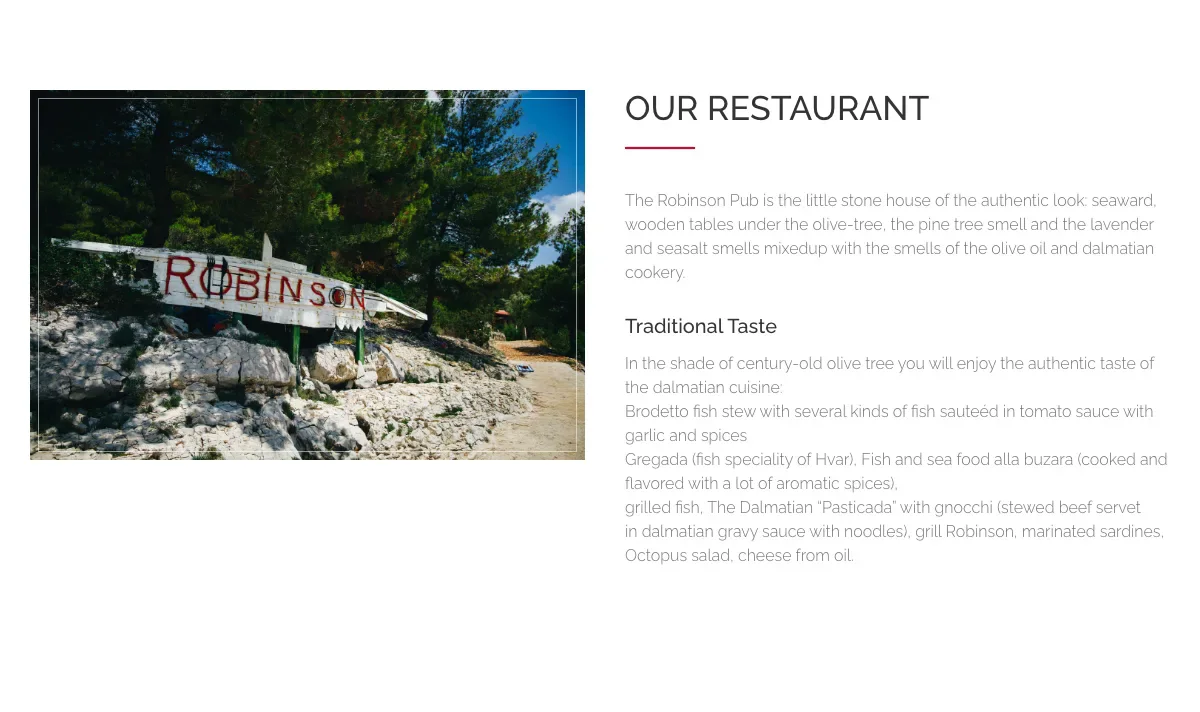 ROBINSON
OUR RESTAURANT
The Robinson Pub is the little stone house of the authentic look: seaward,
wooden tables under the olive-tree, the pine tree smell and the lavender
and seasalt smells mixedup with the smells of the olive oil and dalmatian
cookery.
Traditional Taste
In the shade of century-old olive tree you will enjoy the authentic taste of
the dalmatian cuisine:
Brodetto fish stew with several kinds of fish sauteéd in tomato sauce with
garlic and spices
Gregada (fish speciality of Hvar), Fish and sea food alla buzara (cooked and
flavored with a lot of aromatic spices),
grilled fish, The Dalmatian “Pasticada” with gnocchi (stewed beef servet
in dalmatian gravy sauce with noodles), grill Robinson, marinated sardines,
Octopus salad, cheese from oil.